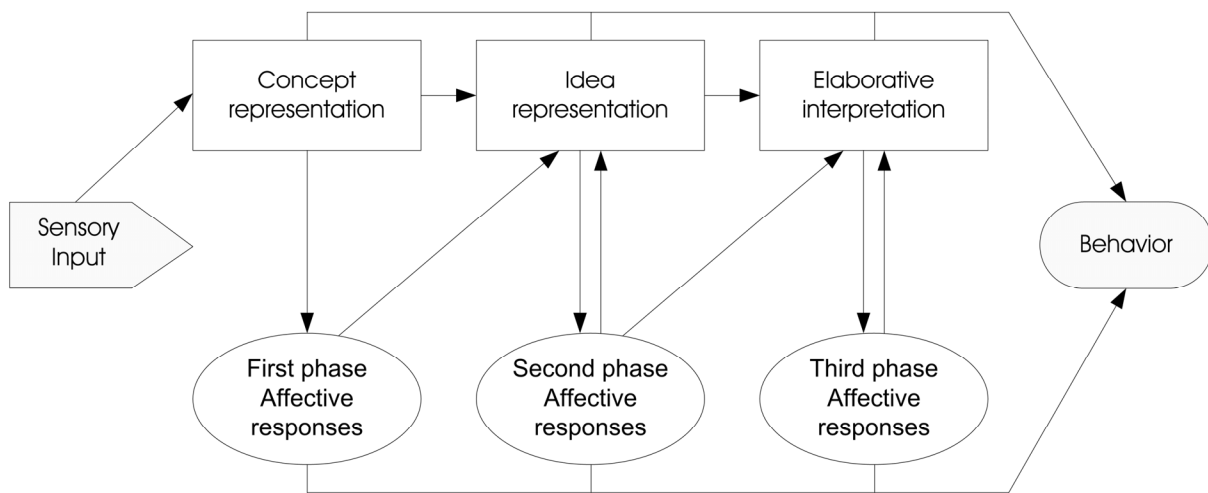 Concept
representation
Idea
representation
Elaborative
interpretation
Sensory
Input
Behavior
First phase
Affective
responses
Second phase
Affective
responses
Third phase
Affective
responses